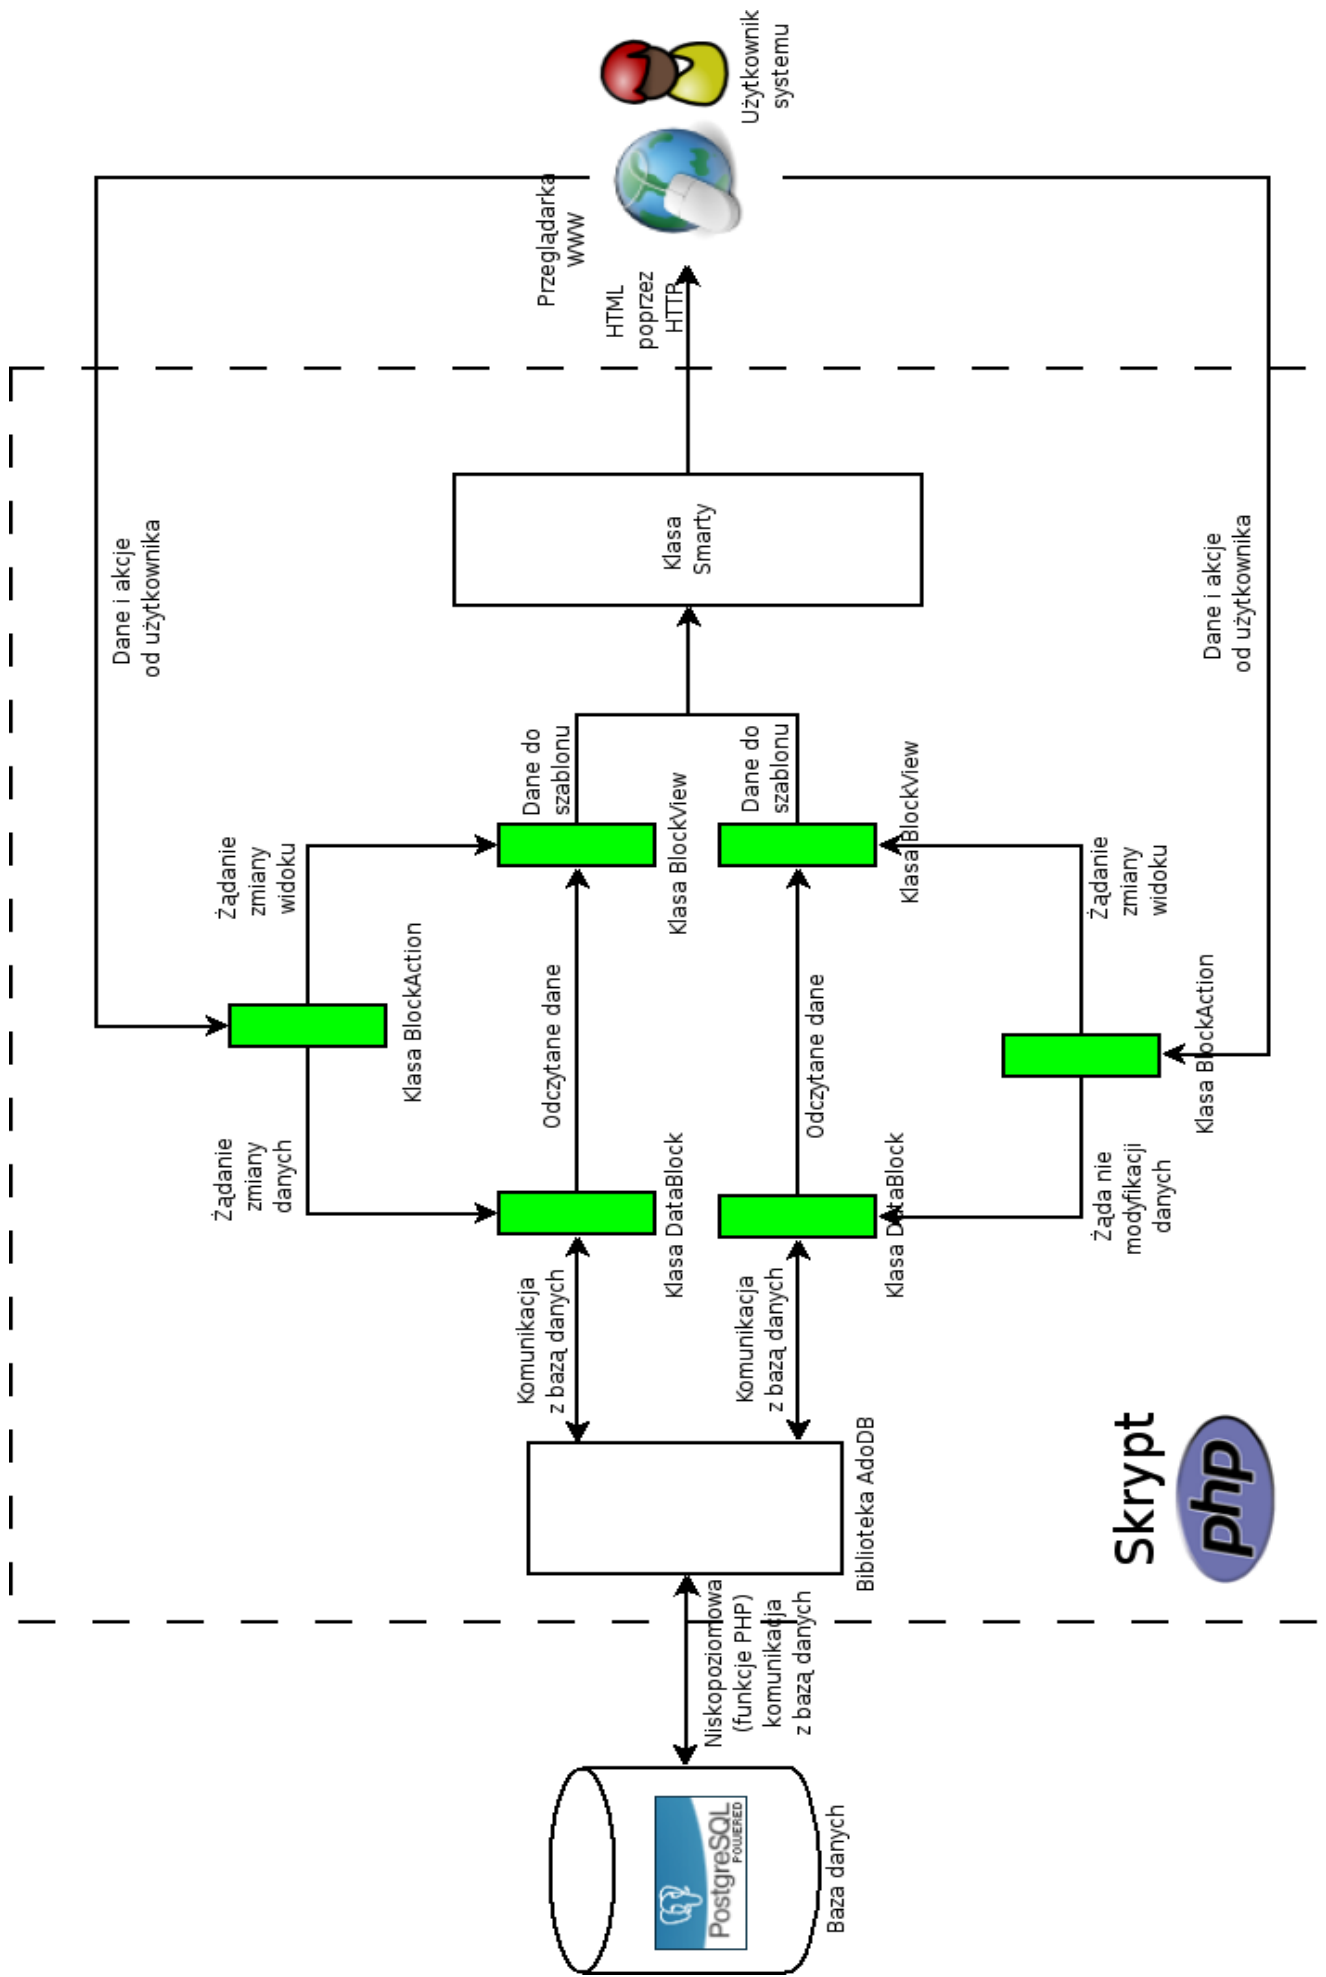 Dane i akcje
od użytkownika
Żądanie
zmiany
danych
Żądanie
zmiany
widoku
Klasa BlockAction
Niskopoziomowa
(funkcje PHP)
komunikacja
z bazą danych
Komunikacja
z bazą danych
Odczytane dane
Dane do
szablonu
Przeglądarka
WWW
HTML
poprzez
HTTP
Klasa DataBlock
Klasa BlockView
Klasa
Smarty
PostgreSQL
POWERED
Baza danych
Biblioteka AdoDB
Komunikacja
z bazą danych
Odczytane dane
Dane do
szablonu
Użytkownik
systemu
Klasa DataBlock
Klasa BlockView
Żąda nie
modyfikacji
danych
Żądanie
zmiany
widoku
Klasa BlockAction
Dane i akcje
od użytkownika
Skrypt
php